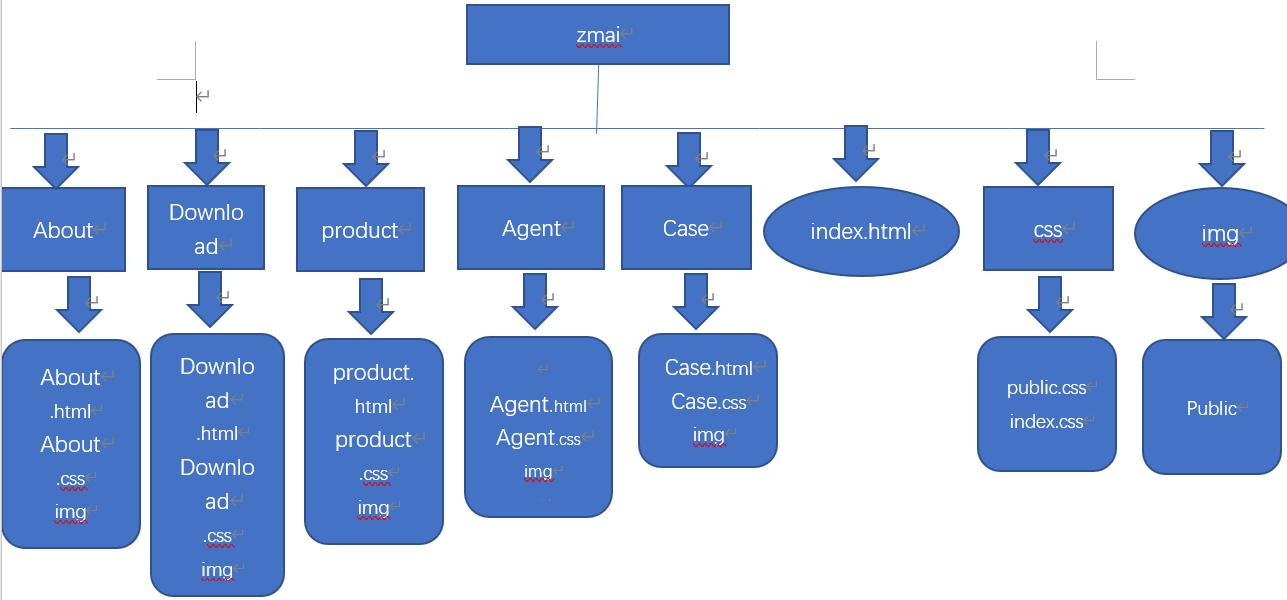 zmai
About
Downlo
ad
product
Agent
Case
index.html
css
img
About
.html
About
.css
img
Downlo
ad
.html
Downlo
ad
.css
img
product.
html
product
.css
img
Agent.html
Agent.css
img
Case.html
Case.css
img
public.css
index.css
Public